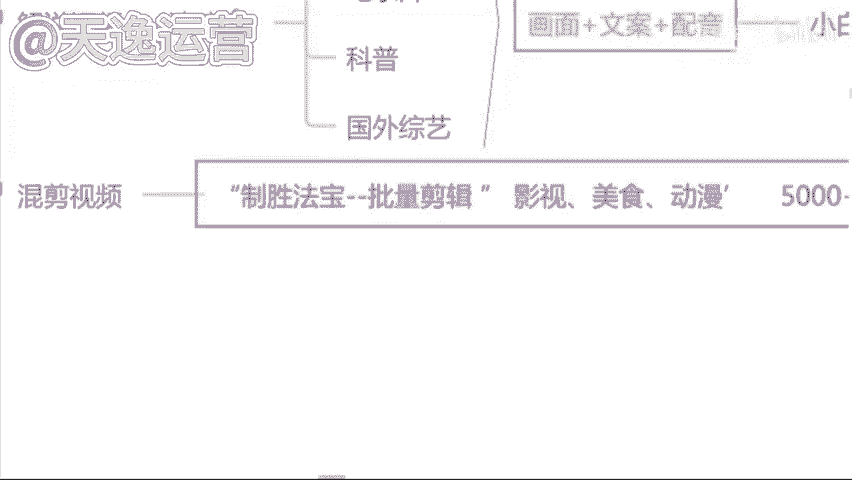 @天逸运营
画面+文案+配音
小白
科普
国外综艺
混剪视频
“制胜法宝--批量剪辑 ” 影视、美食、动漫’ 5000-